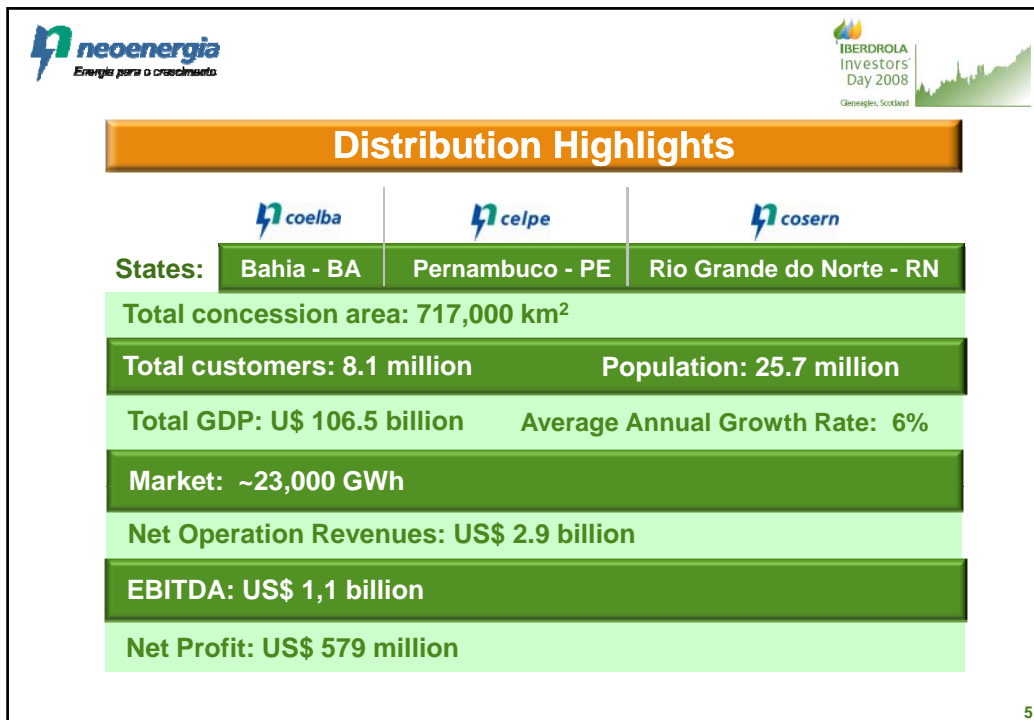 neoenergia
Energia para o crescimento
IBERDROLA
Investors'
Day 2008
Gleneagles, Scotland
Distribution Highlights
coelba celpe cosern
States: Bahia - BA Pernambuco - PE Rio Grande do Norte - RN
Total concession area: 717,000 km²
Total customers: 8.1 million Population: 25.7 million
Total GDP: U$ 106.5 billion Average Annual Growth Rate: 6%
Market: ~23,000 GWh
Net Operation Revenues: US$ 2.9 billion
EBITDA: US$ 1,1 billion
Net Profit: US$ 579 million
5